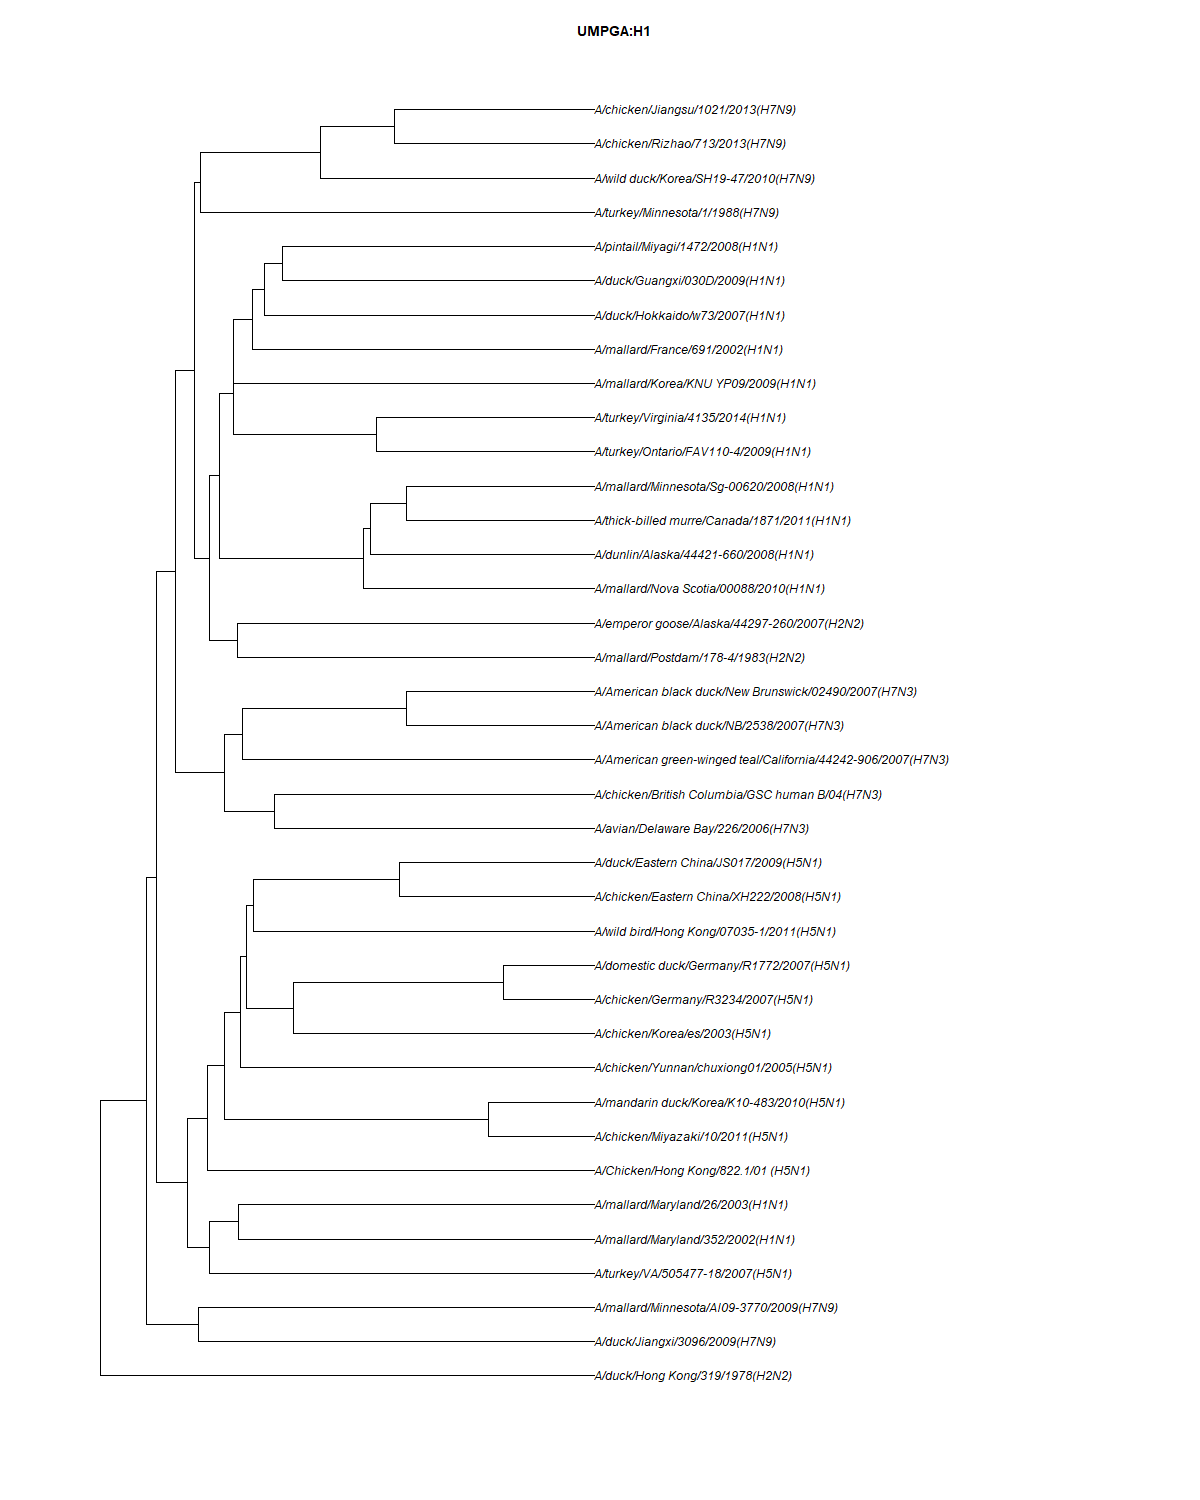 UMPGA:H1
A/chicken/Jiangsu/1021/2013(H7N9)
A/chicken/Rizhao/713/2013(H7N9)
A/wild duck/Korea/SH19-47/2010(H7N9)
A/turkey/Minnesota/1/1988(H7N9)
A/pintail/Miyagi/1472/2008(H1N1)
A/duck/Guangxi/030D/2009(H1N1)
A/duck/Hokkaido/w73/2007(H1N1)
A/mallard/France/691/2002(H1N1)
A/mallard/Korea/KNU YP09/2009(H1N1)
A/turkey/Virginia/4135/2014(H1N1)
A/turkey/Ontario/FAV110-4/2009(H1N1)
A/mallard/Minnesota/Sg-00620/2008(H1N1)
A/thick-billed murre/Canada/1871/2011(H1N1)
A/dunlin/Alaska/44421-660/2008(H1N1)
A/mallard/Nova Scotia/00088/2010(H1N1)
A/emperor goose/Alaska/44297-260/2007(H2N2)
A/mallard/Postdam/178-4/1983(H2N2)
A/American black duck/New Brunswick/02490/2007(H7N3)
A/American black duck/NB/2538/2007(H7N3)
A/American green-winged teal/California/44242-906/2007(H7N3)
A/chicken/British Columbia/GSC human B/04(H7N3)
A/avian/Delaware Bay/226/2006(H7N3)
A/duck/Eastern China/JS017/2009(H5N1)
A/chicken/Eastern China/XH222/2008(H5N1)
A/wild bird/Hong Kong/07035-1/2011(H5N1)
A/domestic duck/Germany/R1772/2007(H5N1)
A/chicken/Germany/R3234/2007(H5N1)
A/chicken/Korea/es/2003(H5N1)
A/chicken/Yunnan/chuxiong01/2005(H5N1)
A/mandarin duck/Korea/K10-483/2010(H5N1)
A/chicken/Miyazaki/10/2011(H5N1)
A/Chicken/Hong Kong/822.1/01 (H5N1)
A/mallard/Maryland/26/2003(H1N1)
A/mallard/Maryland/352/2002(H1N1)
A/turkey/VA/505477-18/2007(H5N1)
A/mallard/Minnesota/AI09-3770/2009(H7N9)
A/duck/Jiangxi/3096/2009(H7N9)
A/duck/Hong Kong/319/1978(H2N2)